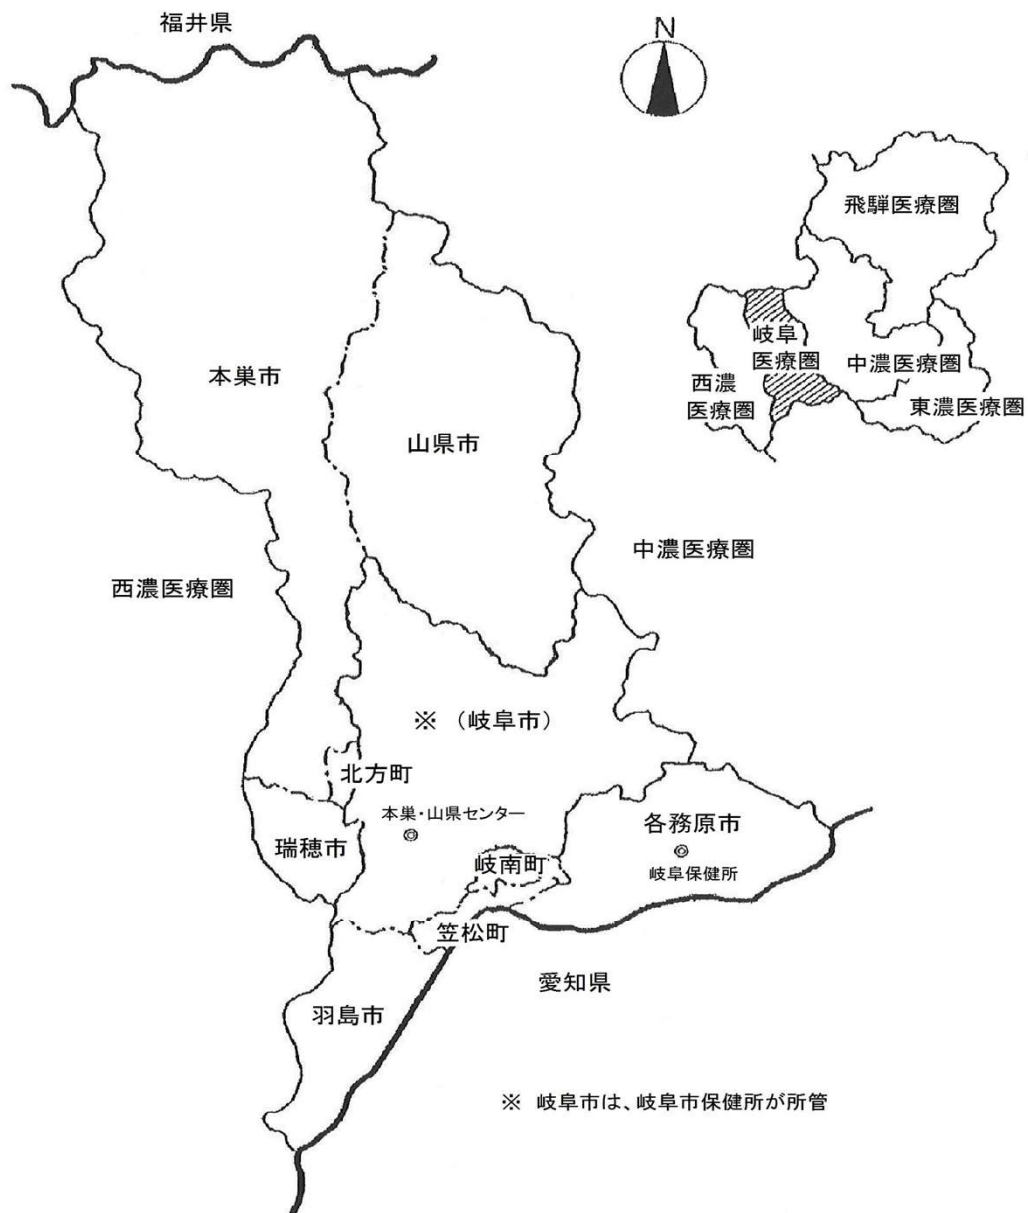 福井県
N
飛騨医療圏
岐阜
医療圏
中濃医療圏
西濃
医療圏
東濃医療圏
本巣市
山県市
中濃医療圏
西濃医療圏
※（岐阜市）
北方町
本巣・山県センター
各務原市
瑞穂市
岐南町
岐阜保健所
笠松町
愛知県
羽島市
※ 岐阜市は、岐阜市保健所が所管